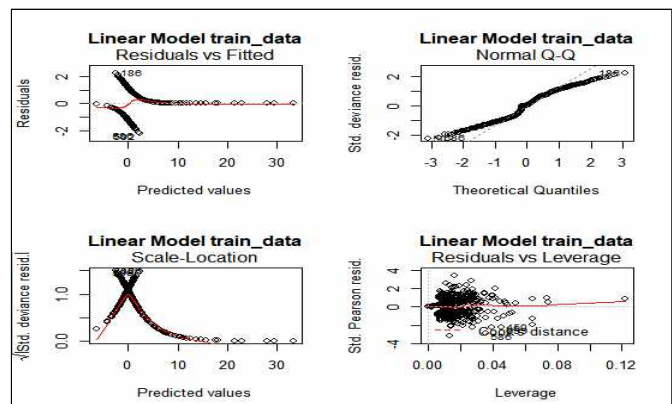 Linear Model train_data
Residuals vs Fitted
Residuals
2
0
-2
186
0
10
20
30
Predicted values
Linear Model train_data
Normal Q-Q
Std. deviance resid.
2
0
-2
186
-3
-2
-1
0
1
2
3
Theoretical Quantiles
Linear Model train_data
Scale-Location
√|Std. deviance resid.|
1.0
0.0
0
10
20
30
Predicted values
Linear Model train_data
Residuals vs Leverage
Std. Pearson resid.
4
2
0
-4
Cook's distance
586
0.00
0.04
0.08
0.12
Leverage